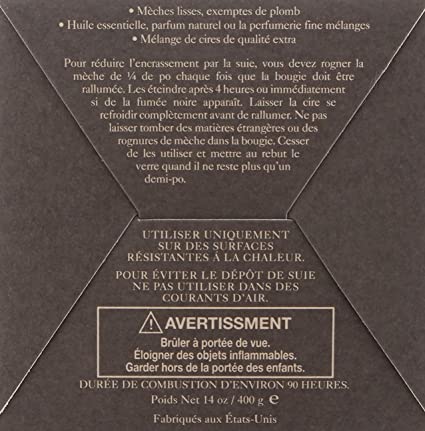 • Mèches lisses, exemptes de plomb
• Huile essentielle, parfum naturel ou la perfumerie fine mélanges
• Mélange de cires de qualité extra
Pour réduire l'encrassement par la suie, vous devez rogner la
mèche de ¼ de po chaque fois que la bougie doit être
rallumée. Les éteindre après 4 heures ou immédiatement
si de la fumée noire apparaît. Laisser la cire se
refroidir complètement avant de rallumer. Ne pas
laisser tomber des matières étrangères ou des
rognures de mèche dans la bougie. Cesser
de les utiliser et mettre au rebut le
verre quand il ne reste plus qu'un
demi-po.
UTILISER UNIQUEMENT
SUR DES SURFACES
RÉSISTANTES À LA CHALEUR.
POUR ÉVITER LE DÉPÔT DE SUIE
NE PAS UTILISER DANS DES
COURANTS D'AIR.
⚠ AVERTISSMENT
Brûler à portée de vue.
Éloigner des objets inflammables.
Garder hors de la portée des enfants.
DURÉE DE COMBUSTION D'ENVIRON 90 HEURES.
Poids Net 14 oz / 400 g ℮
Fabriqués aux États-Unis